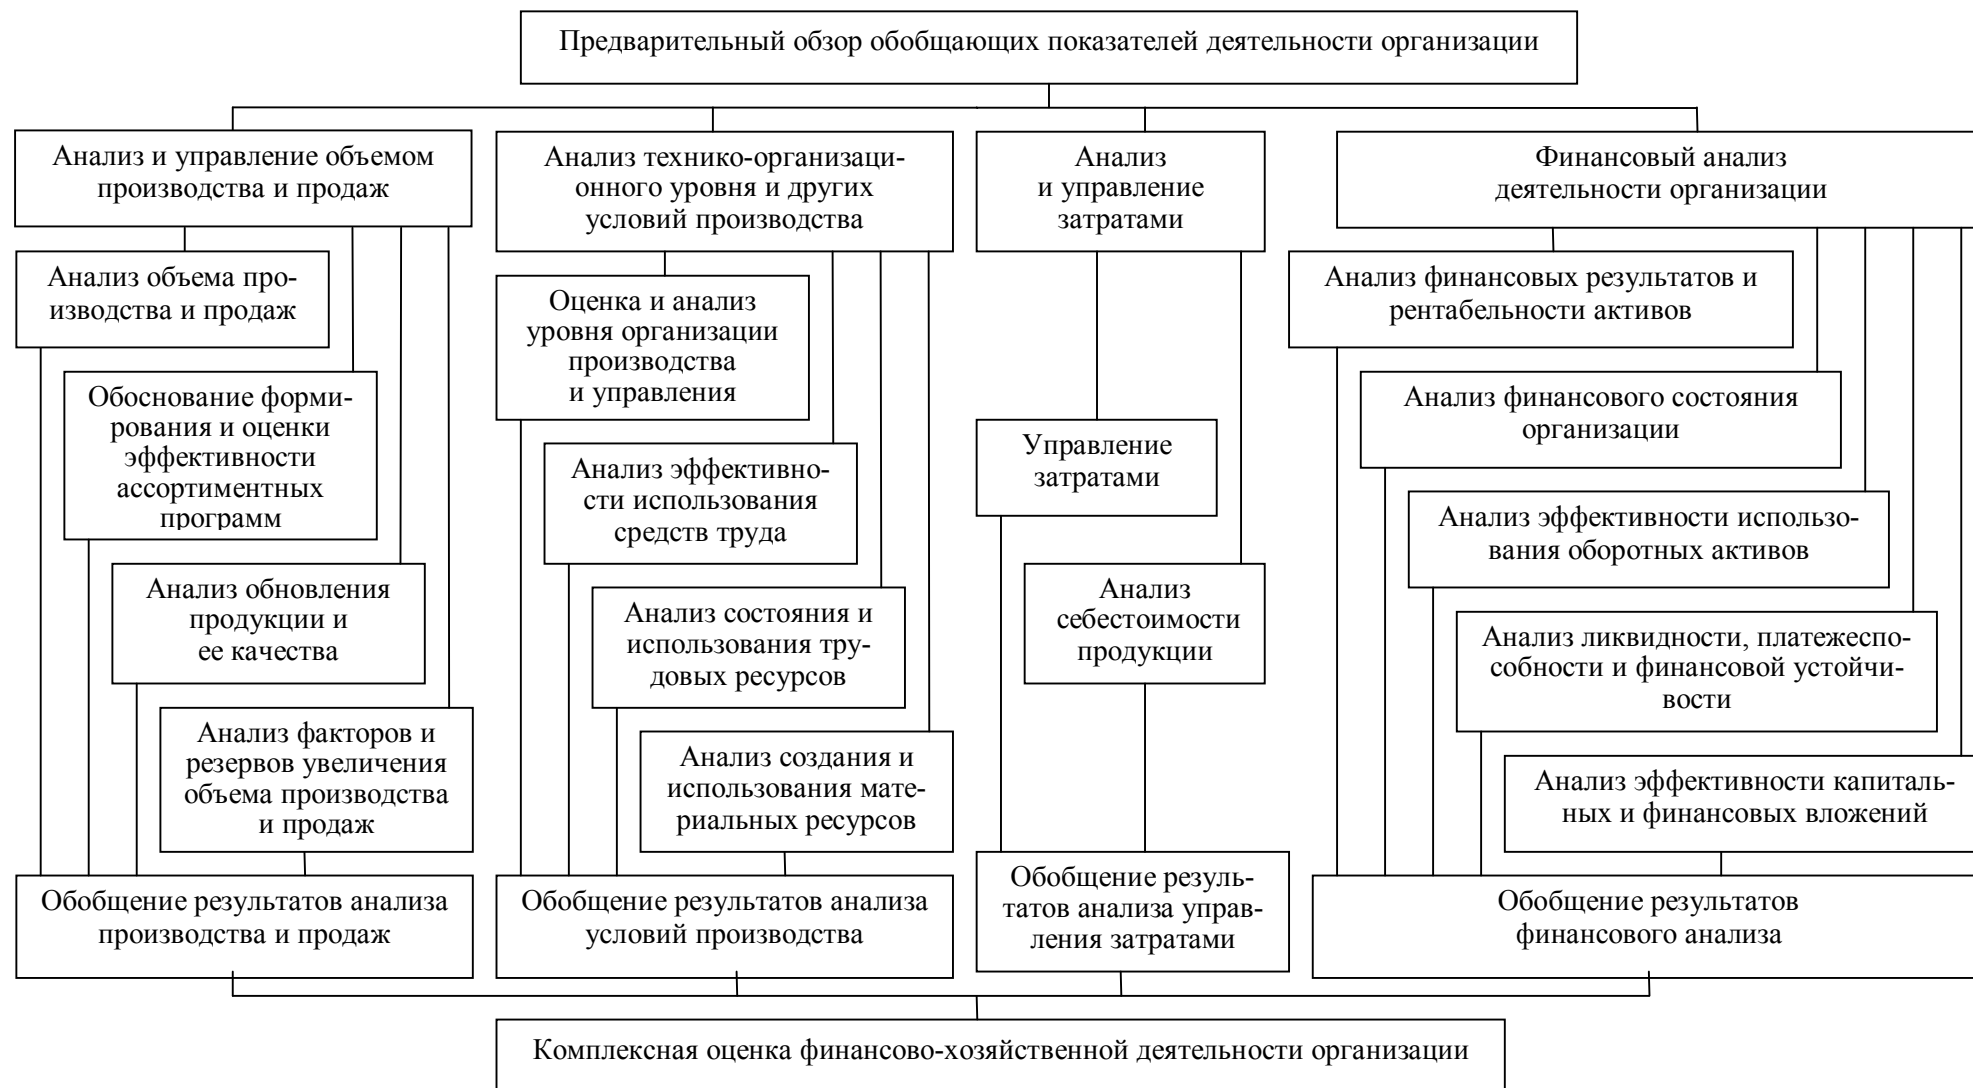 Предварительный обзор обобщающих показателей деятельности организации
Анализ и управление объемом
производства и продаж
Анализ технико-организаци-
онного уровня и других
условий производства
Анализ
и управление
затратами
Финансовый анализ
деятельности организации
Анализ объема про-
изводства и продаж
Обоснование форми-
рования и оценки
эффективности
ассортиментных
программ
Анализ обновления
продукции и
ее качества
Анализ факторов и
резервов увеличения
объема производства
и продаж
Оценка и анализ
уровня организации
производства
и управления
Анализ эффективно-
сти использования
средств труда
Анализ состояния и
использования тру-
довых ресурсов
Анализ создания и
использования мате-
риальных ресурсов
Управление
затратами
Анализ
себестоимости
продукции
Анализ финансовых результатов и
рентабельности активов
Анализ финансового состояния
организации
Анализ эффективности использо-
вания оборотных активов
Анализ ликвидности, платежеспо-
собности и финансовой устойчи-
вости
Анализ эффективности капиталь-
ных и финансовых вложений
Обобщение результатов анализа
производства и продаж
Обобщение результатов анализа
условий производства
Обобщение резуль-
татов анализа управ-
ления затратами
Обобщение результатов
финансового анализа
Комплексная оценка финансово-хозяйственной деятельности организации